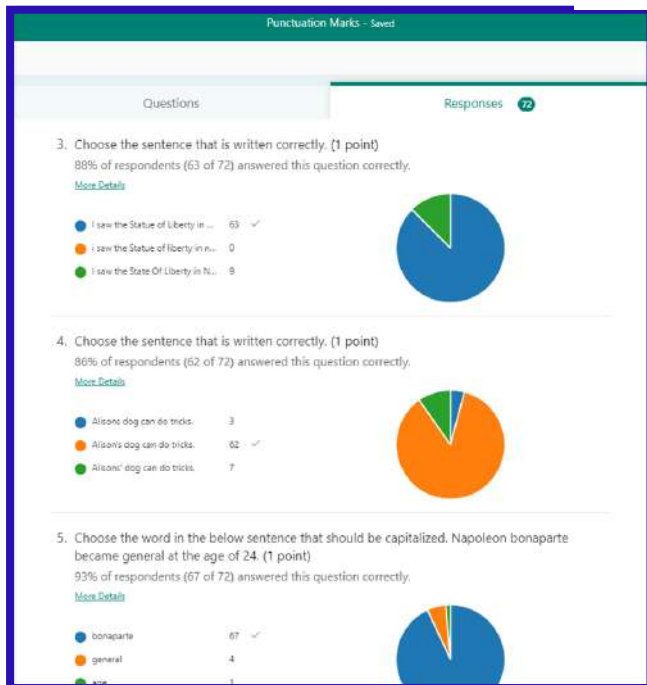 Punctuation Marks - Saved
Questions
Responses 72
3. Choose the sentence that is written correctly. (1 point)
88% of respondents (63 of 72) answered this question correctly.
More Details
I saw the Statue of Liberty in ... 63
i saw the Statue of liberty in n... 0
I saw the State Of Liberty in N... 9
4. Choose the sentence that is written correctly. (1 point)
86% of respondents (62 of 72) answered this question correctly.
More Details
Alisons dog can do tricks. 3
Alison's dog can do tricks. 62
Alisons' dog can do tricks. 7
5. Choose the word in the below sentence that should be capitalized. Napoleon bonaparte
became general at the age of 24. (1 point)
93% of respondents (67 of 72) answered this question correctly.
More Details
bonaparte 67
general 4
age 1